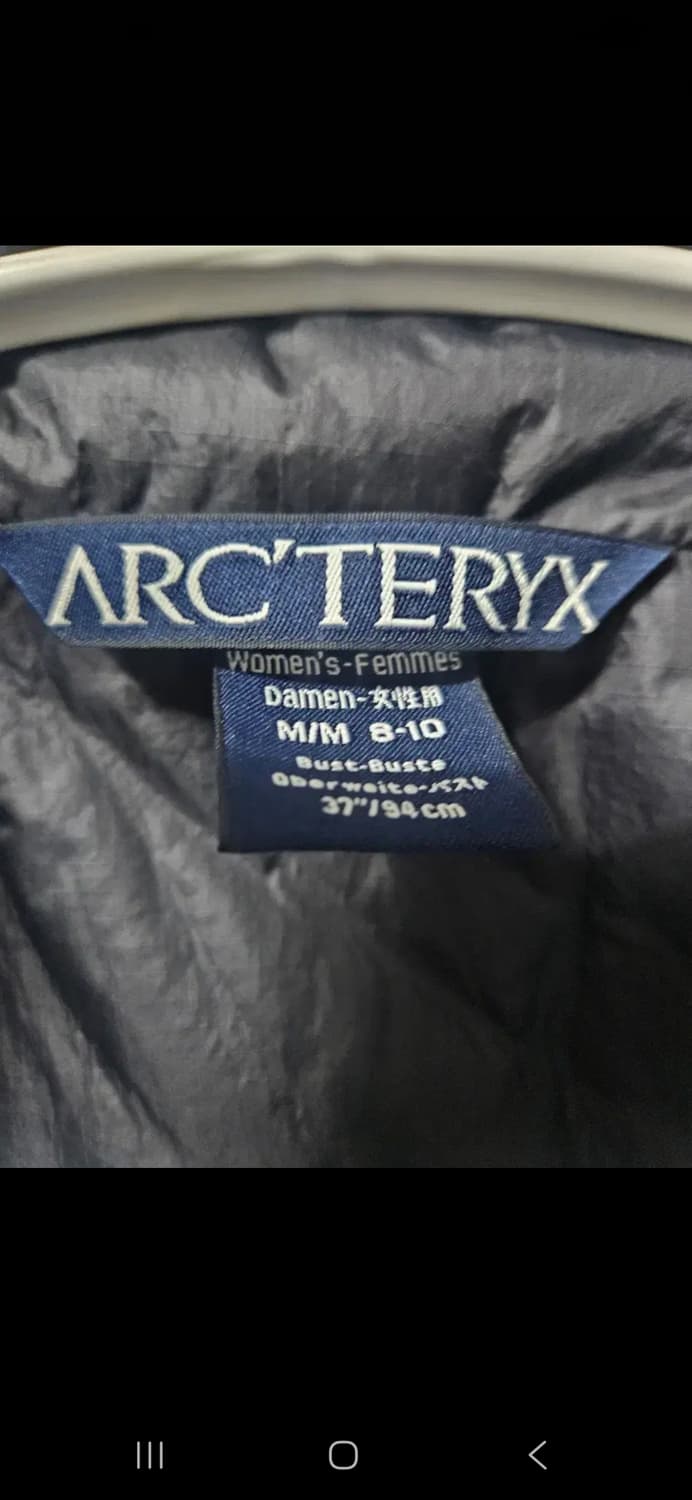 ARC'TERYX
Women's-Femmes
Damen-女性用
M/M 8-10
Bust-Buste
Oberweite-バスト
37"/94cm